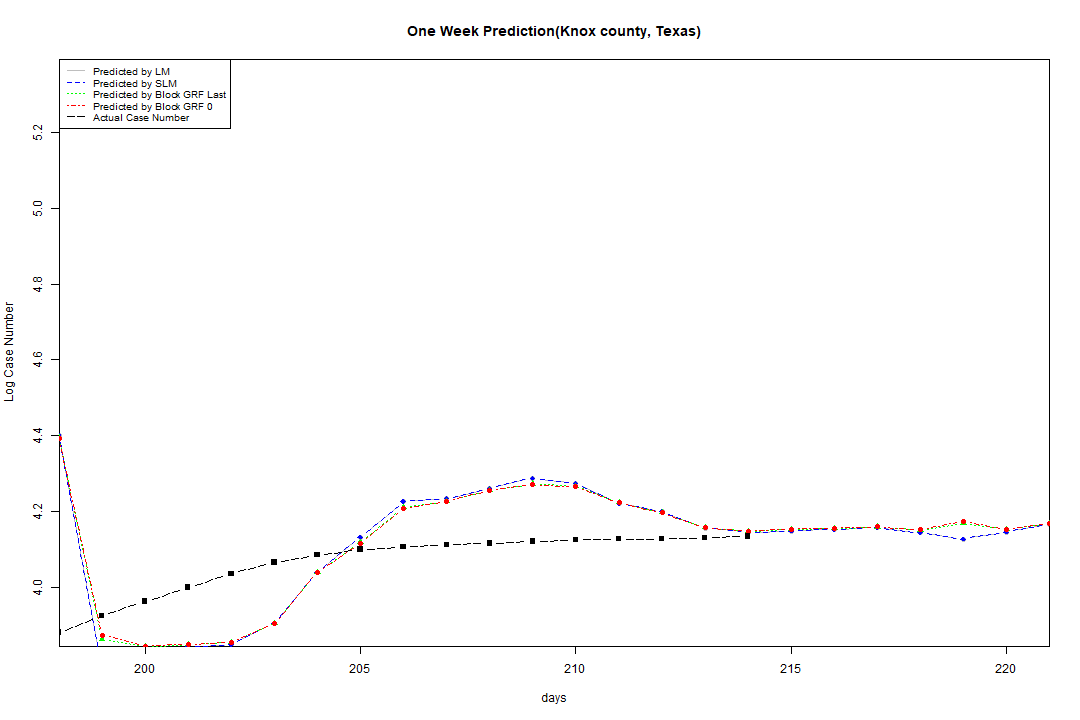 One Week Prediction(Knox county, Texas)
Predicted by LM
Predicted by SLM
Predicted by Block GRF Last
Predicted by Block GRF 0
Actual Case Number
5.2
5.0
4.8
4.6
4.4
4.2
4.0
Log Case Number
200 205 210 215 220
days